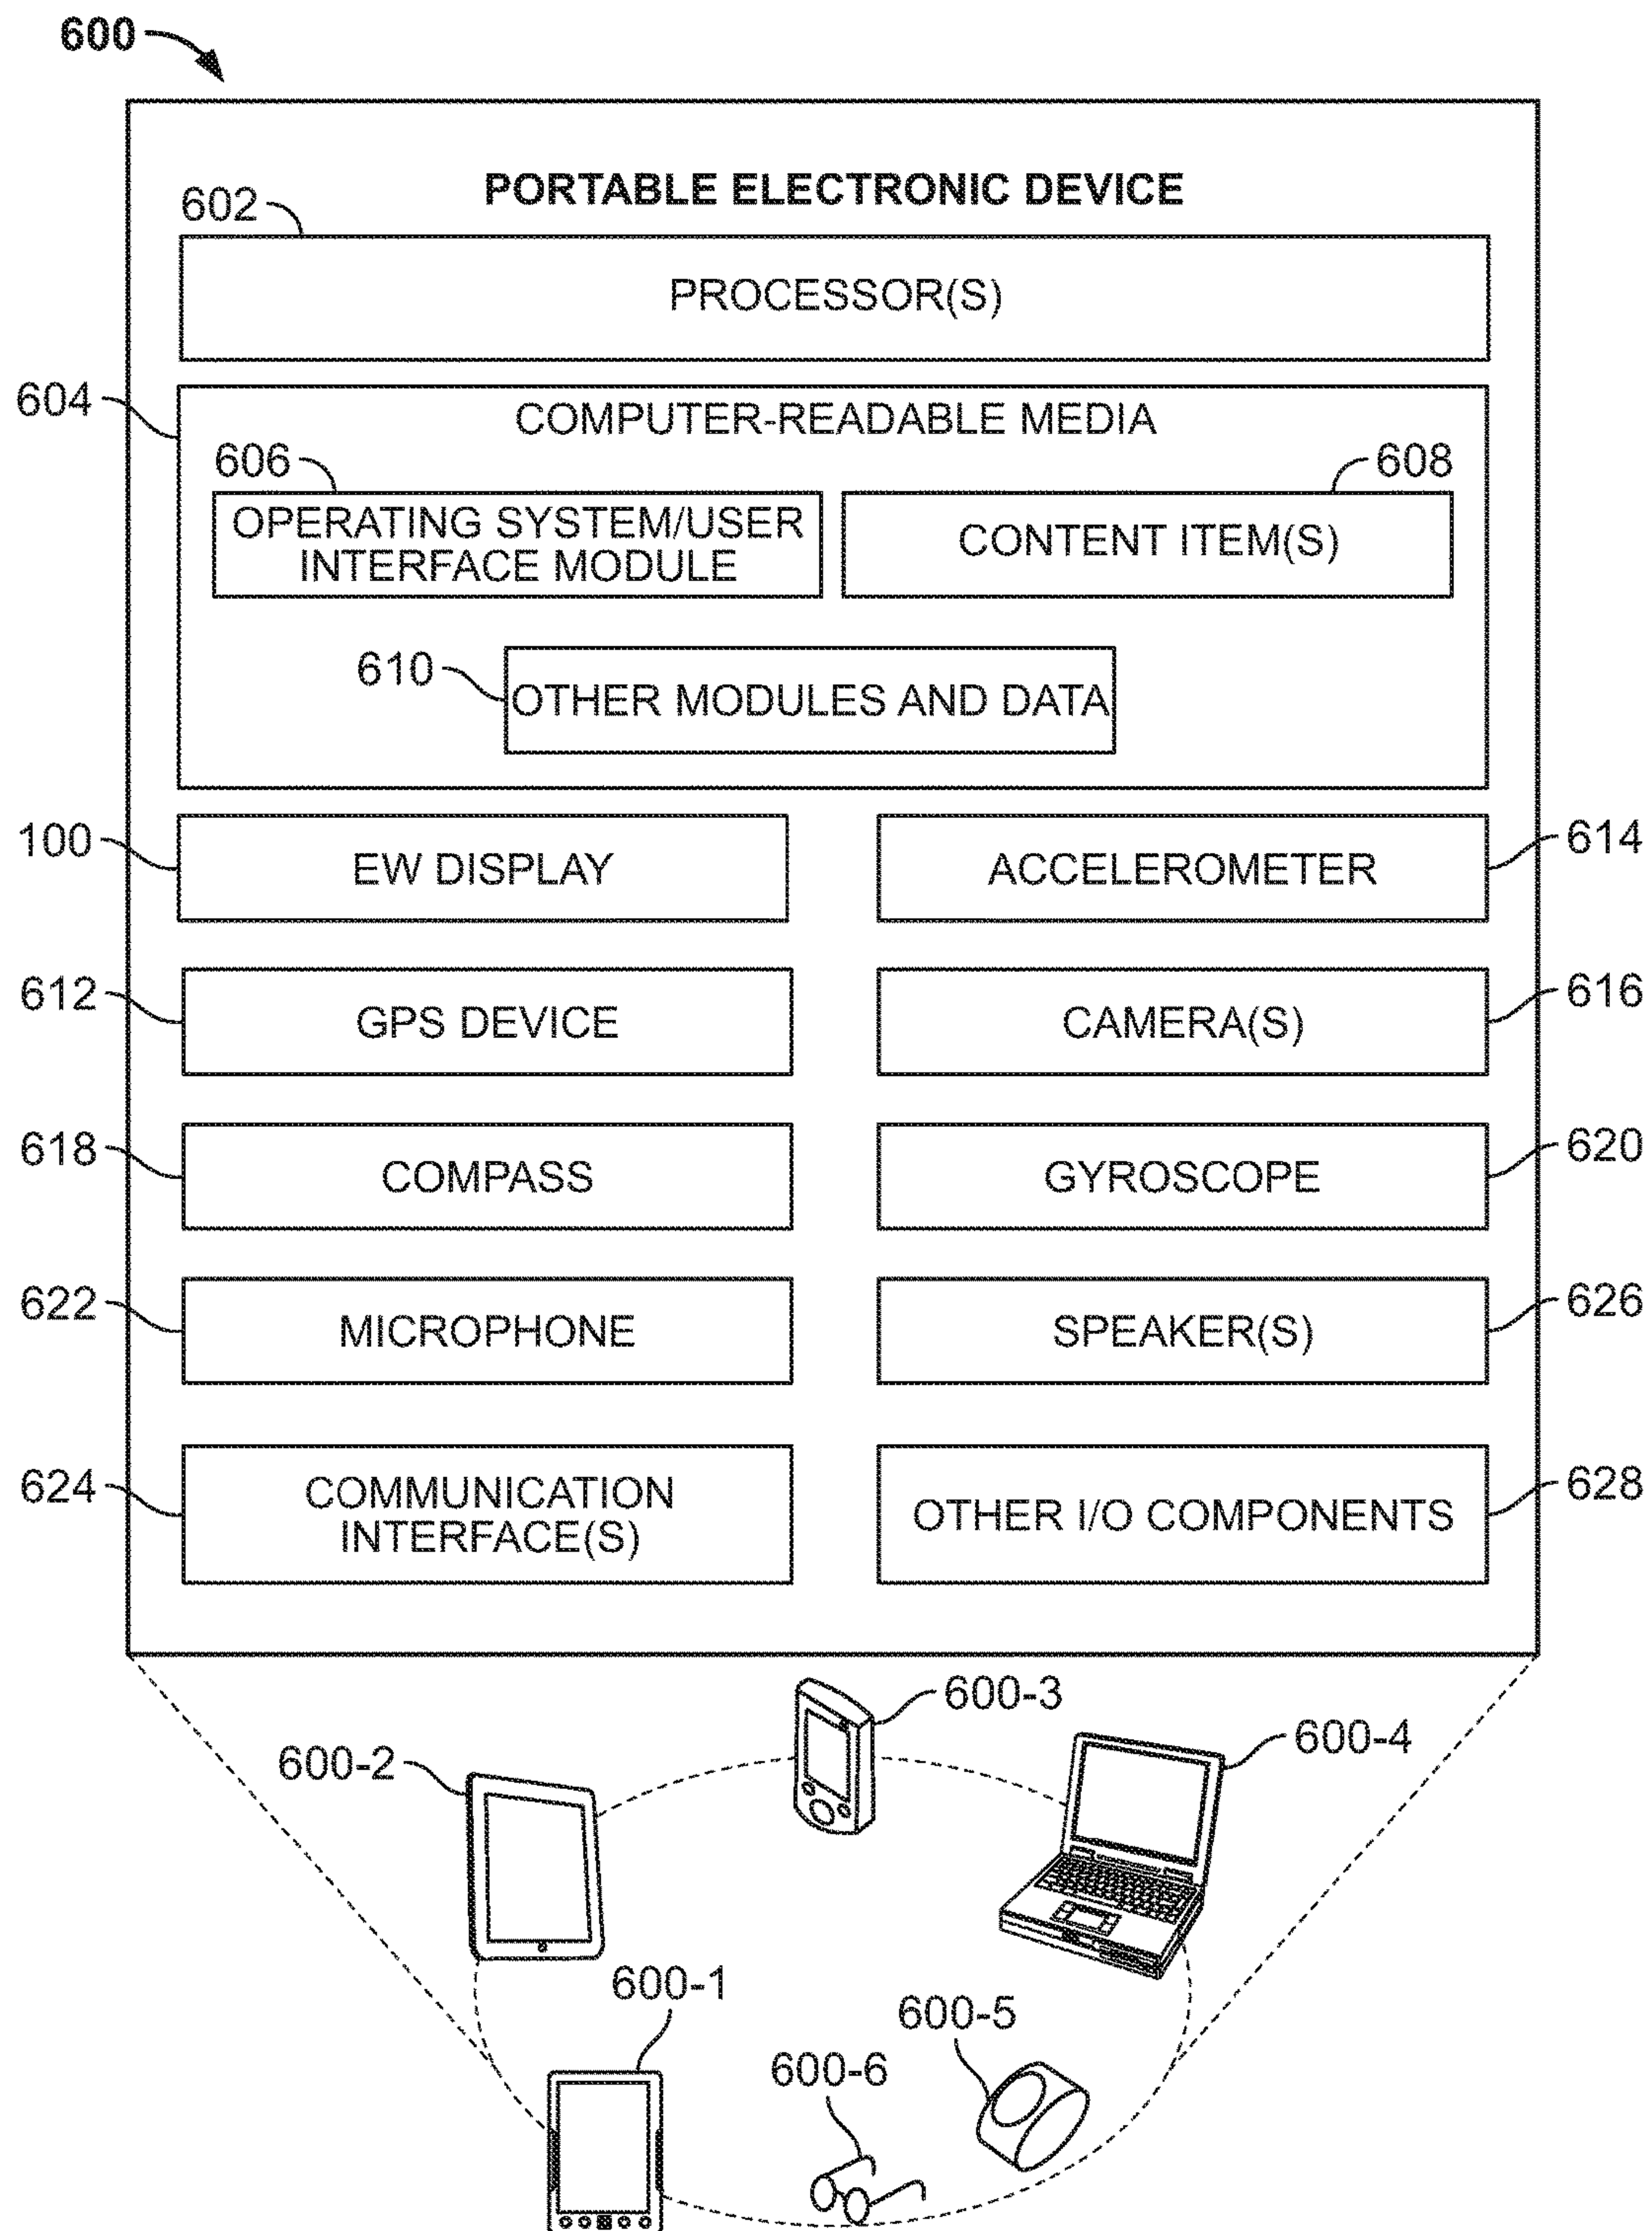 600
PORTABLE ELECTRONIC DEVICE
602
PROCESSOR(S)
604
COMPUTER-READABLE MEDIA
606
608
OPERATING SYSTEM/USER
INTERFACE MODULE
CONTENT ITEM(S)
610
OTHER MODULES AND DATA
100
EW DISPLAY
ACCELEROMETER
614
612
GPS DEVICE
CAMERA(S)
616
618
COMPASS
GYROSCOPE
620
622
MICROPHONE
SPEAKER(S)
626
624
COMMUNICATION
INTERFACE(S)
OTHER I/O COMPONENTS
628
600-3
600-4
600-2
600-1
600-5
600-6